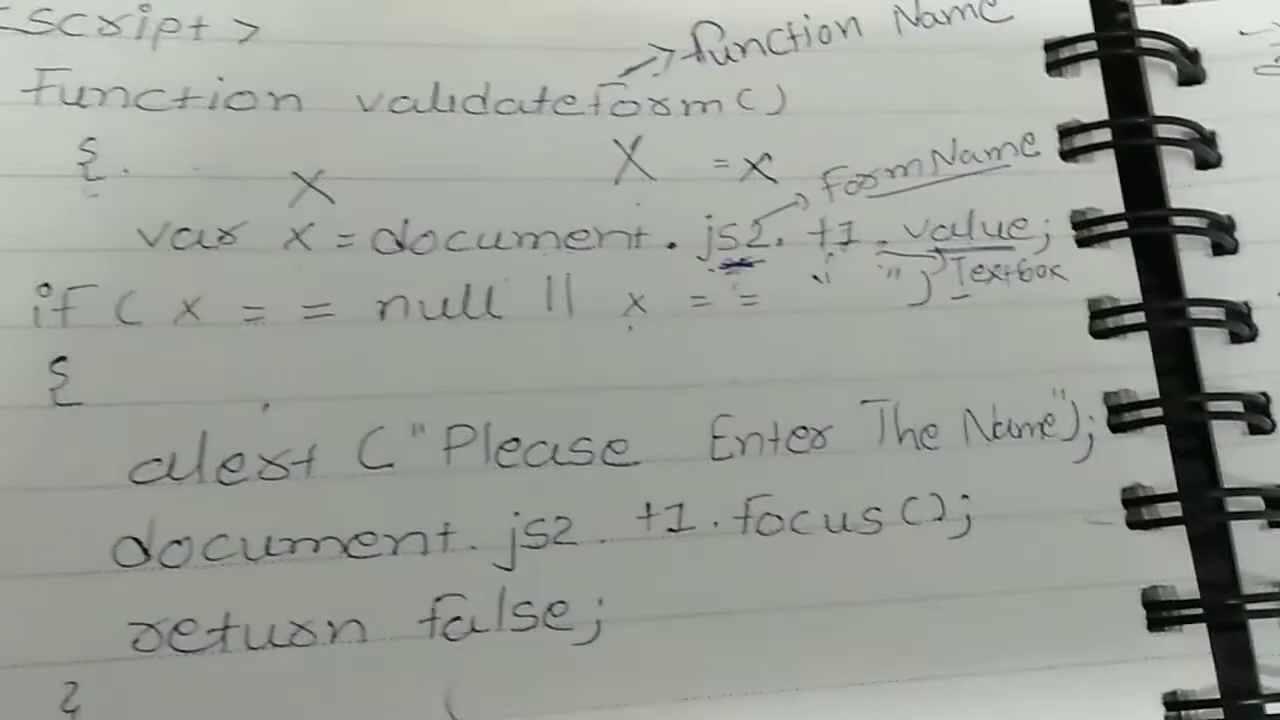 <script>
→ function Name
Function validateform()
{.
X X = x
→ FormName
var x = document. js2. t1. value;
Textbox
if ( x = = null || x = = " "
{
alert ("Please Enter The Name");
document. js2. t1. focus();
return false;
}